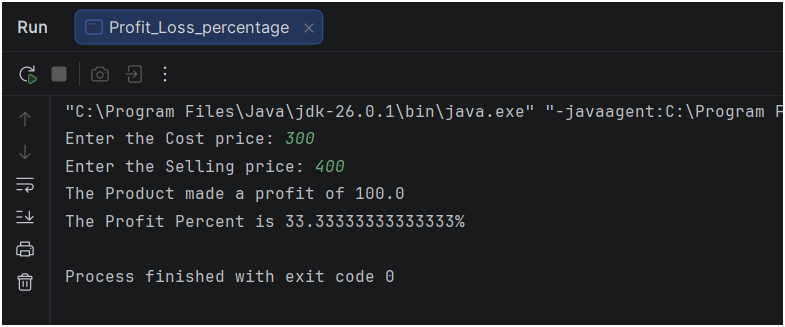 Run Profit_Loss_percentage
"C:\Program Files\Java\jdk-26.0.1\bin\java.exe" "-javaagent:C:\Program F
Enter the Cost price: 300
Enter the Selling price: 400
The Product made a profit of 100.0
The Profit Percent is 33.33333333333333%
Process finished with exit code 0